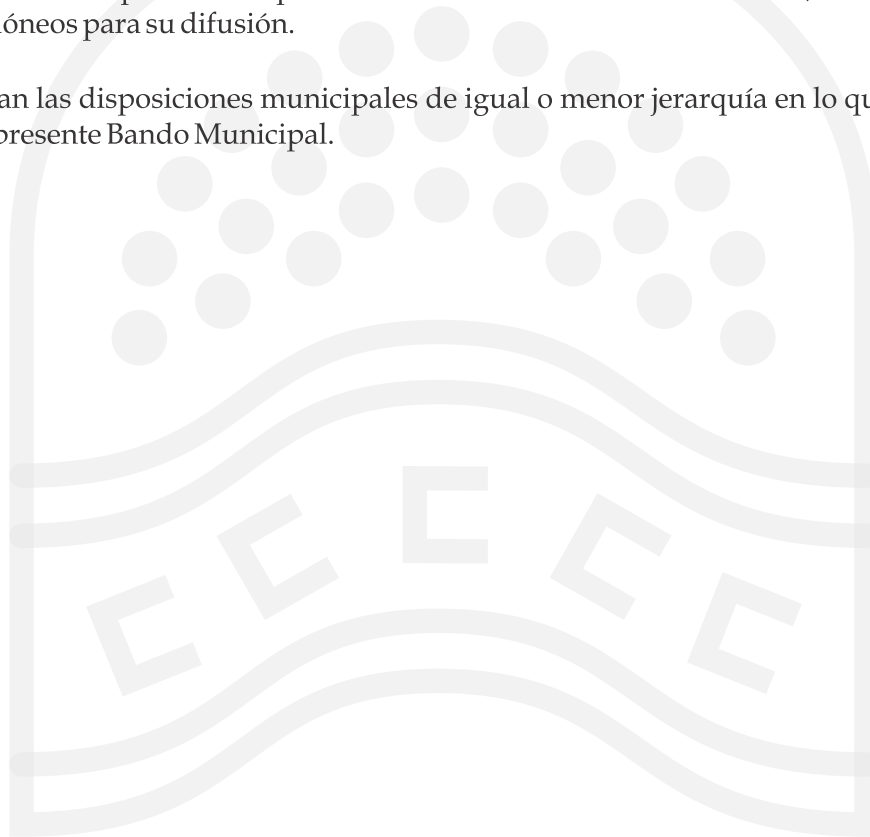 óneos para su difusión.
an las disposiciones municipales de igual o menor jerarquía en lo qu
presente Bando Municipal.